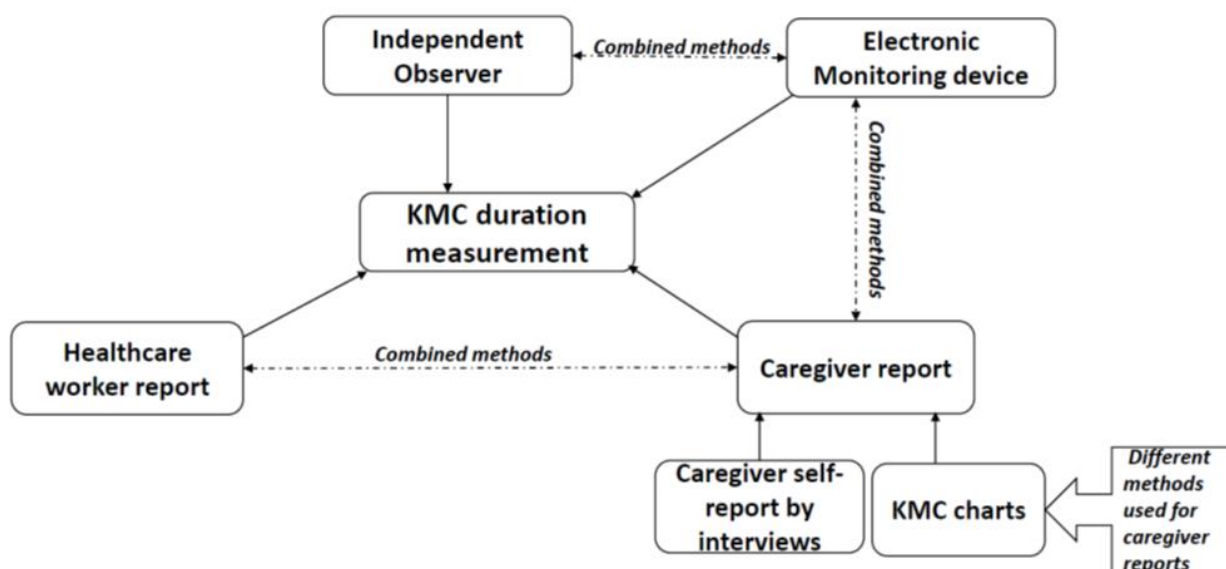 Independent
Observer
Combined methods
Electronic
Monitoring device
Combined methods
KMC duration
measurement
Healthcare
worker report
Combined methods
Caregiver report
Caregiver self-
report by
interviews
KMC charts
Different
methods
used for
caregiver
reports